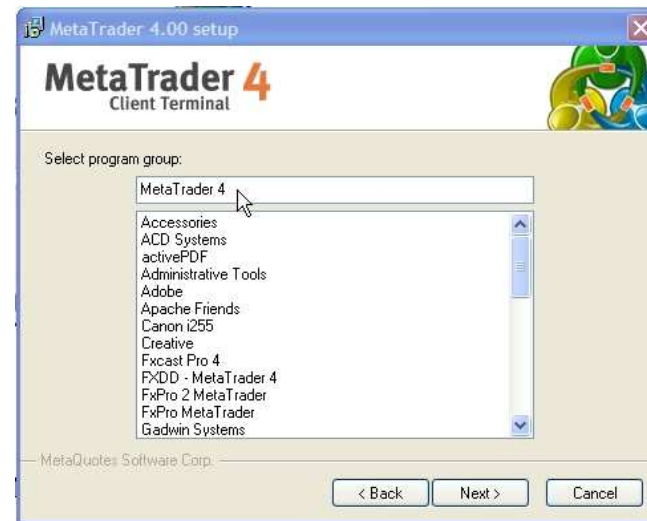 MetaTrader 4.00 setup
MetaTrader 4
Client Terminal
Select program group:
MetaTrader 4
Accessories
ACD Systems
activePDF
Administrative Tools
Adobe
Apache Friends
Canon i255
Creative
Fxcast Pro 4
FXDD - MetaTrader 4
FxPro 2 MetaTrader
FxPro MetaTrader
Gadwin Systems
MetaQuotes Software Corp.
< Back Next > Cancel